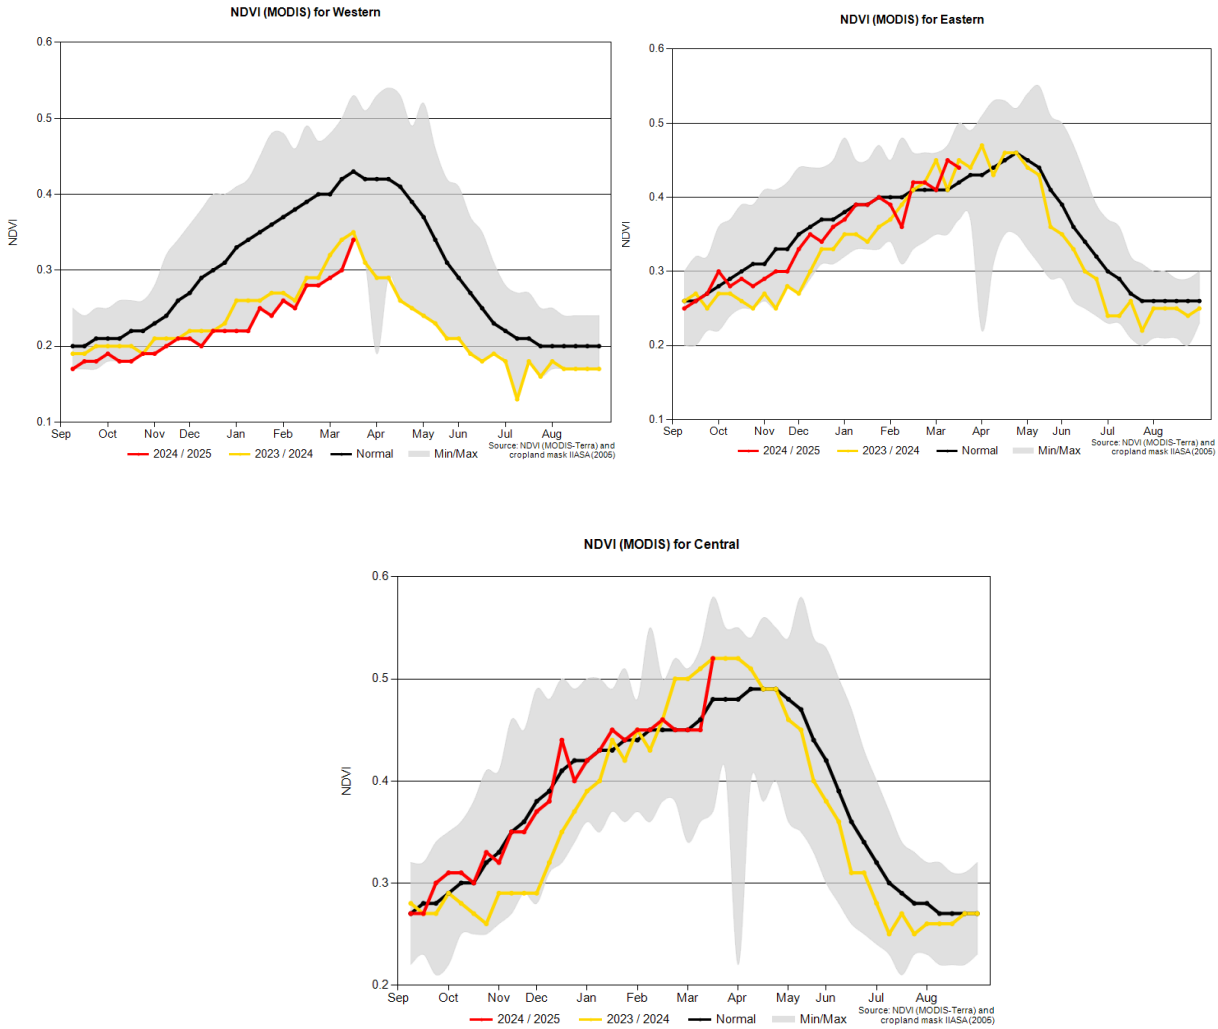 NDVI (MODIS) for Western
0.6
0.5
0.4
0.3
0.2
0.1
NDVI
Sep Oct Nov Dec Jan Feb Mar Apr May Jun Jul Aug
2024 / 2025 2023 / 2024 Normal Min/Max
Source: NDVI (MODIS-Terra) and
cropland mask IIASA (2005)
NDVI (MODIS) for Eastern
0.6
0.5
0.4
0.3
0.2
0.1
NDVI
Sep Oct Nov Dec Jan Feb Mar Apr May Jun Jul Aug
2024 / 2025 2023 / 2024 Normal Min/Max
Source: NDVI (MODIS-Terra) and
cropland mask IIASA (2005)
NDVI (MODIS) for Central
0.6
0.5
0.4
0.3
0.2
NDVI
Sep Oct Nov Dec Jan Feb Mar Apr May Jun Jul Aug
2024 / 2025 2023 / 2024 Normal Min/Max
Source: NDVI (MODIS-Terra) and
cropland mask IIASA (2005)